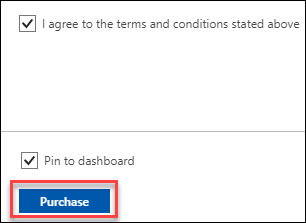 I agree to the terms and conditions stated above
Pin to dashboard
Purchase